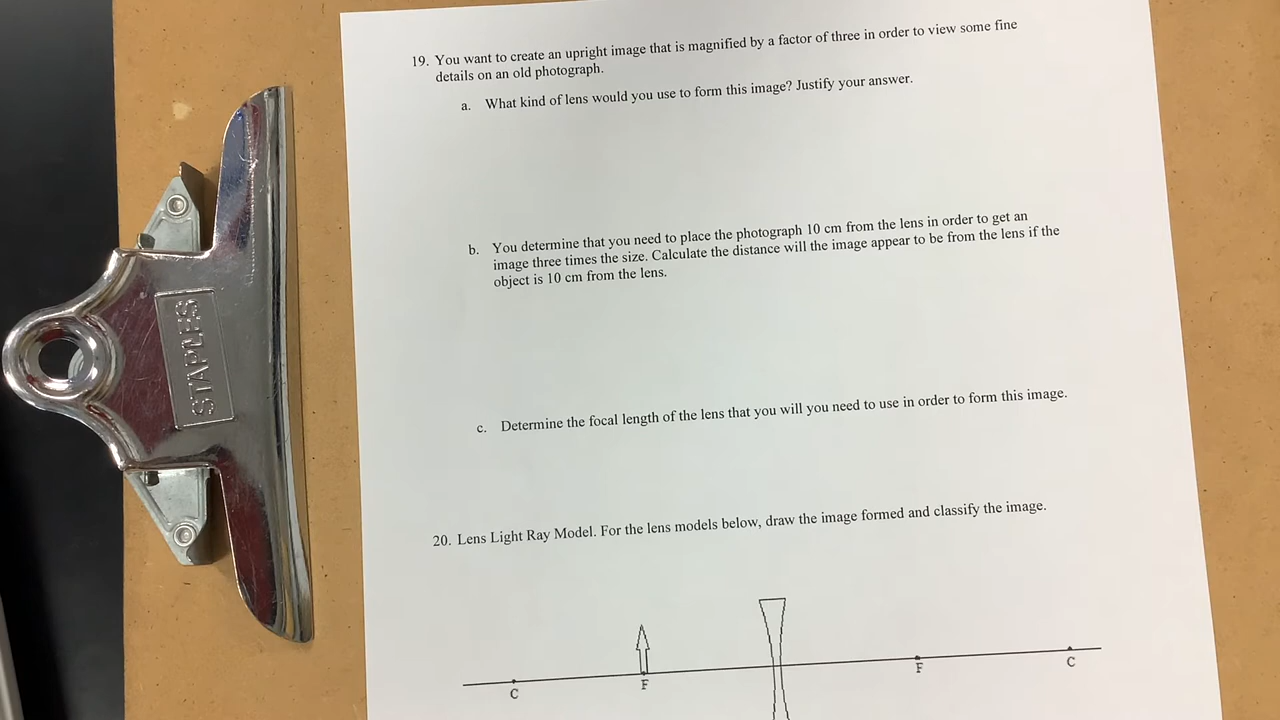 19. You want to create an upright image that is magnified by a factor of three in order to view some fine
details on an old photograph.
a. What kind of lens would you use to form this image? Justify your answer.
b. You determine that you need to place the photograph 10 cm from the lens in order to get an
image three times the size. Calculate the distance will the image appear to be from the lens if the
object is 10 cm from the lens.
STAPLES
c. Determine the focal length of the lens that you will you need to use in order to form this image.
20. Lens Light Ray Model. For the lens models below, draw the image formed and classify the image.
C F F C